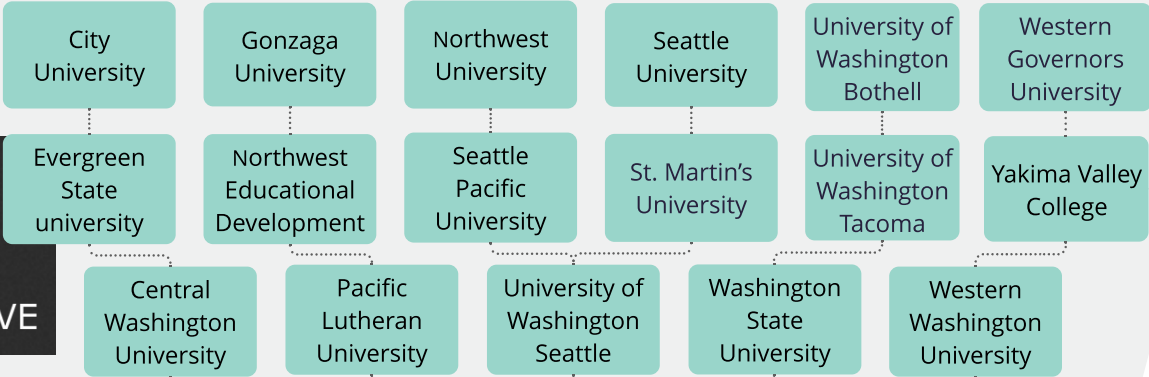 City
University
Gonzaga
University
Northwest
University
Seattle
University
University of
Washington
Bothell
Western
Governors
University
Evergreen
State
university
Northwest
Educational
Development
Seattle
Pacific
University
St. Martin's
University
University of
Washington
Tacoma
Yakima Valley
College
VE
Central
Washington
University
Pacific
Lutheran
University
University of
Washington
Seattle
Washington
State
University
Western
Washington
University